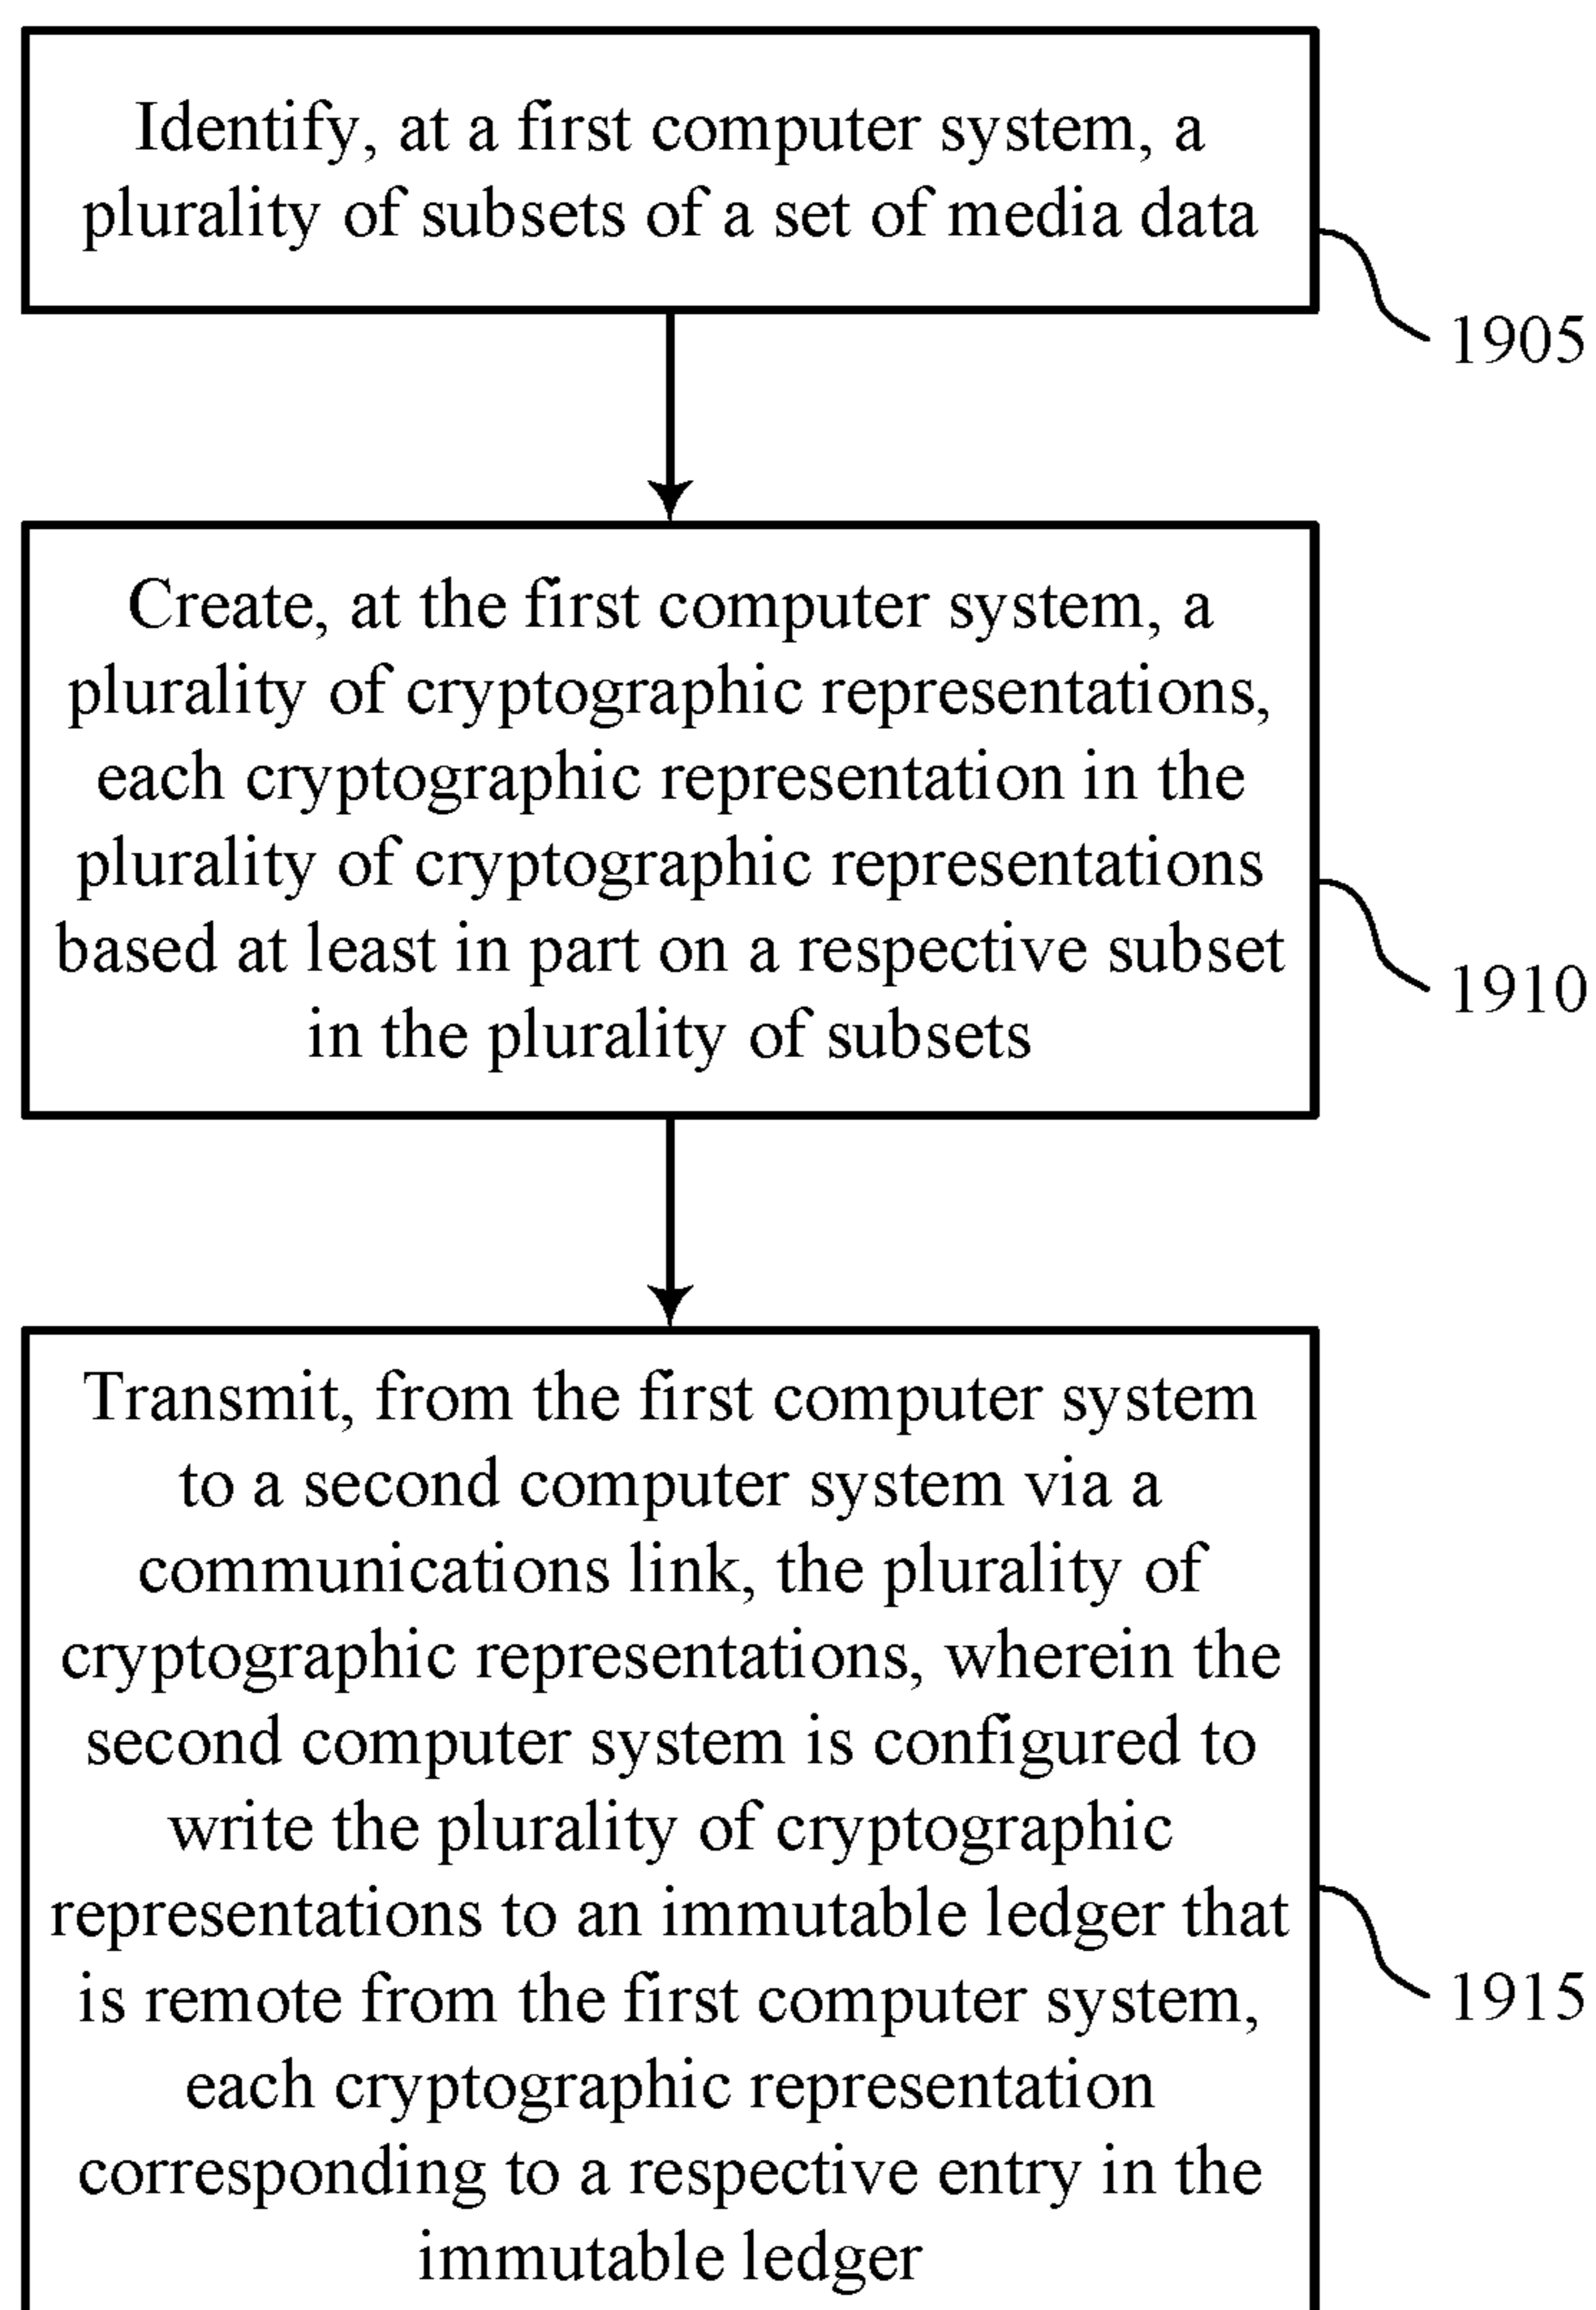 Identify, at a first computer system, a
plurality of subsets of a set of media data
1905
Create, at the first computer system, a
plurality of cryptographic representations,
each cryptographic representation in the
plurality of cryptographic representations
based at least in part on a respective subset
in the plurality of subsets
1910
Transmit, from the first computer system
to a second computer system via a
communications link, the plurality of
cryptographic representations, wherein the
second computer system is configured to
write the plurality of cryptographic
representations to an immutable ledger that
is remote from the first computer system,
each cryptographic representation
corresponding to a respective entry in the
immutable ledger
1915